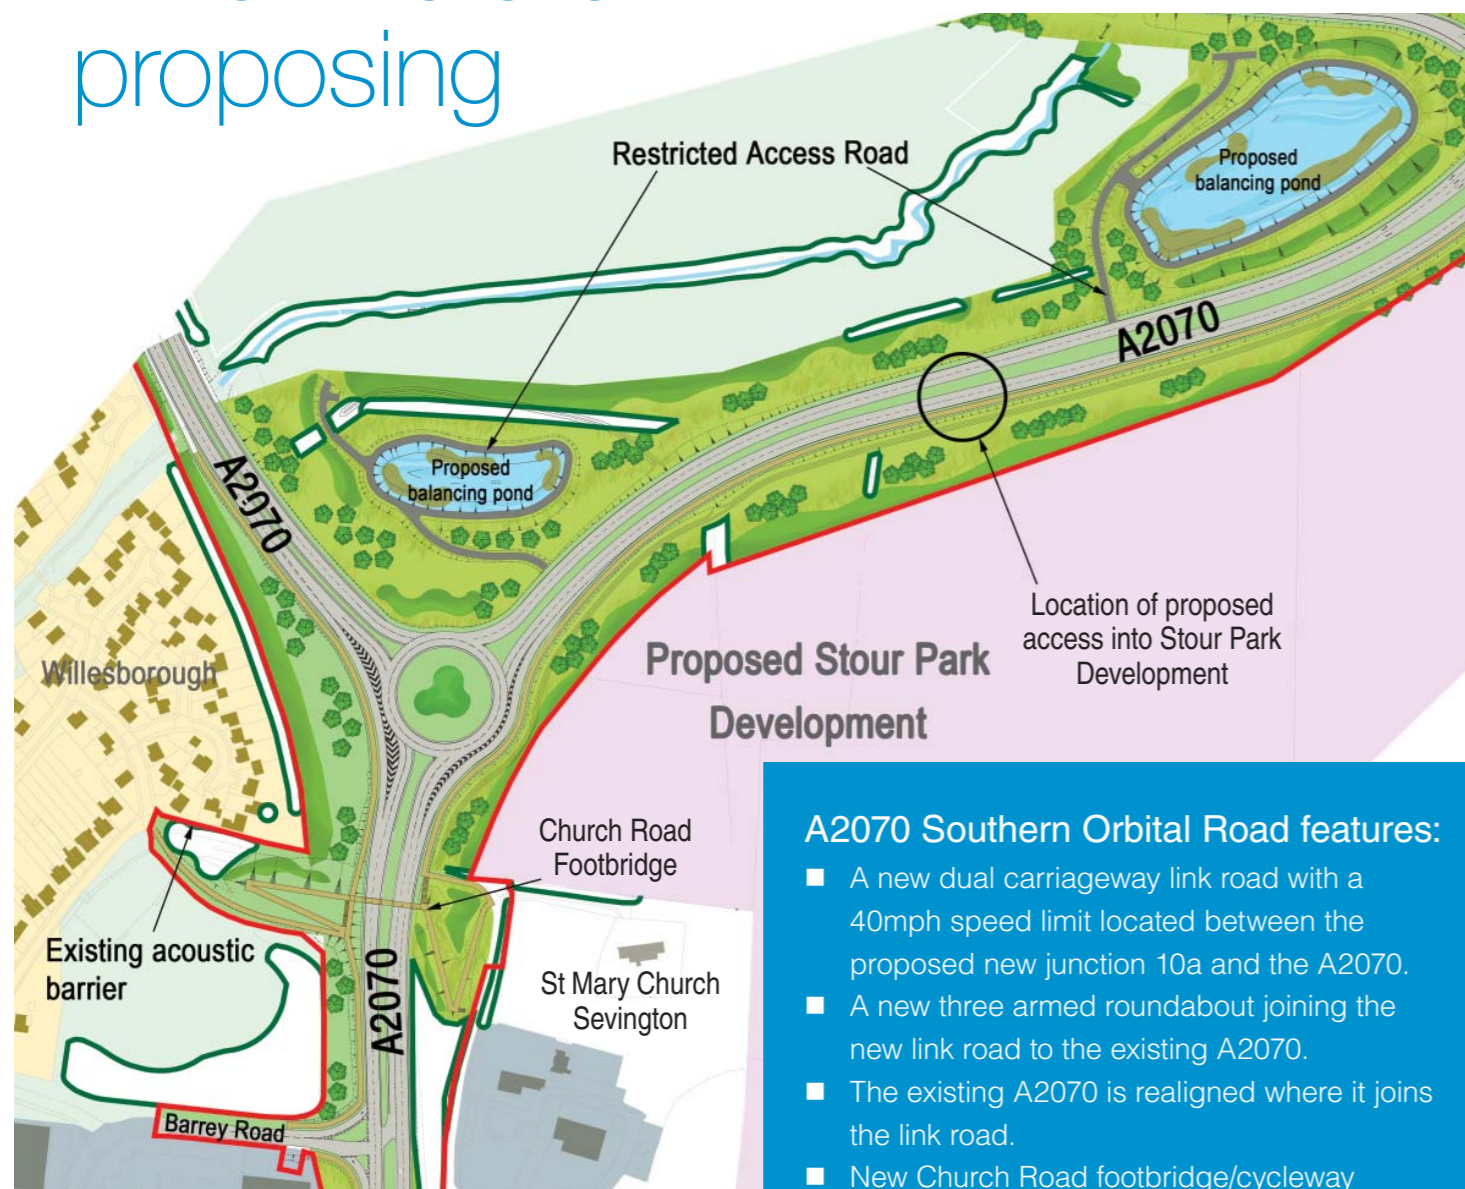 proposing
Restricted Access Road
Proposed
balancing pond
A2070
A2070
Proposed
balancing pond
Location of proposed
access into Stour Park
Development
Willesborough
Proposed Stour Park
Development
Church Road
Footbridge
Existing acoustic
barrier
A2070
St Mary Church
Sevington
Barrey Road
A2070 Southern Orbital Road features:
■ A new dual carriageway link road with a
40mph speed limit located between the
proposed new junction 10a and the A2070.
■ A new three armed roundabout joining the
new link road to the existing A2070.
■ The existing A2070 is realigned where it joins
the link road.
■ New Church Road footbridge/cycleway